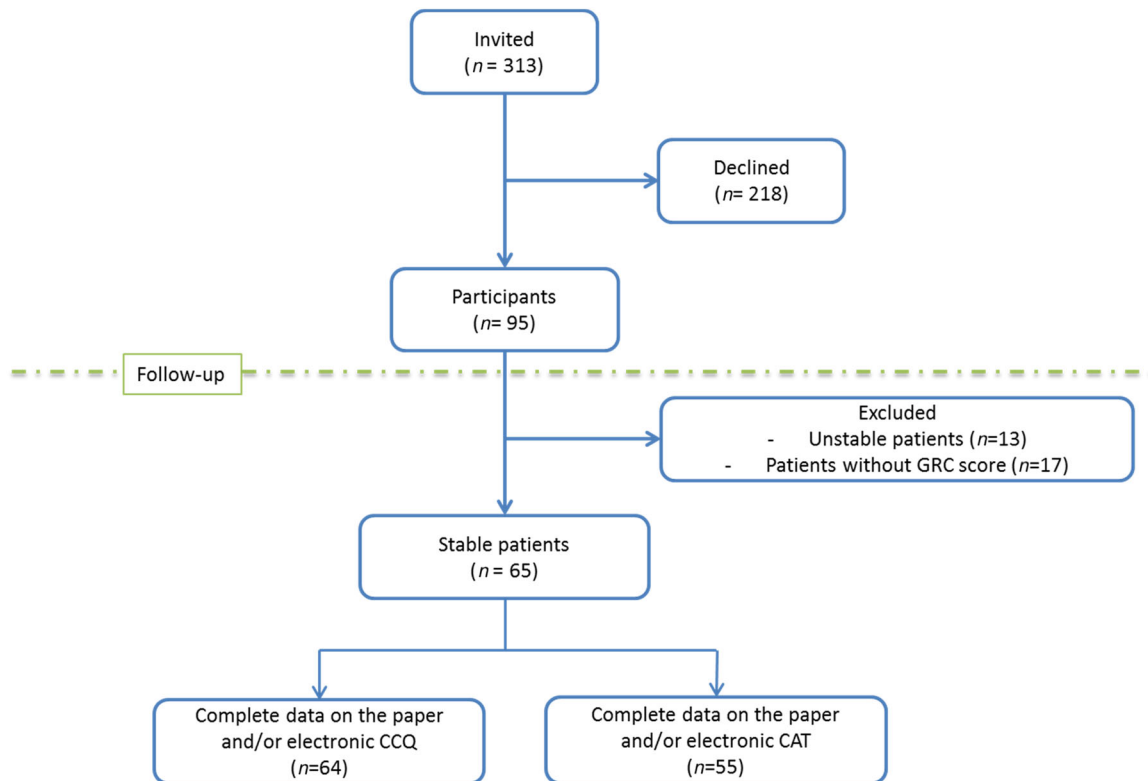 Invited
(n = 313)
Declined
(n= 218)
Participants
(n= 95)
Follow-up
Excluded
- Unstable patients (n=13)
- Patients without GRC score (n=17)
Stable patients
(n = 65)
Complete data on the paper
and/or electronic CCQ
(n=64)
Complete data on the paper
and/or electronic CAT
(n=55)